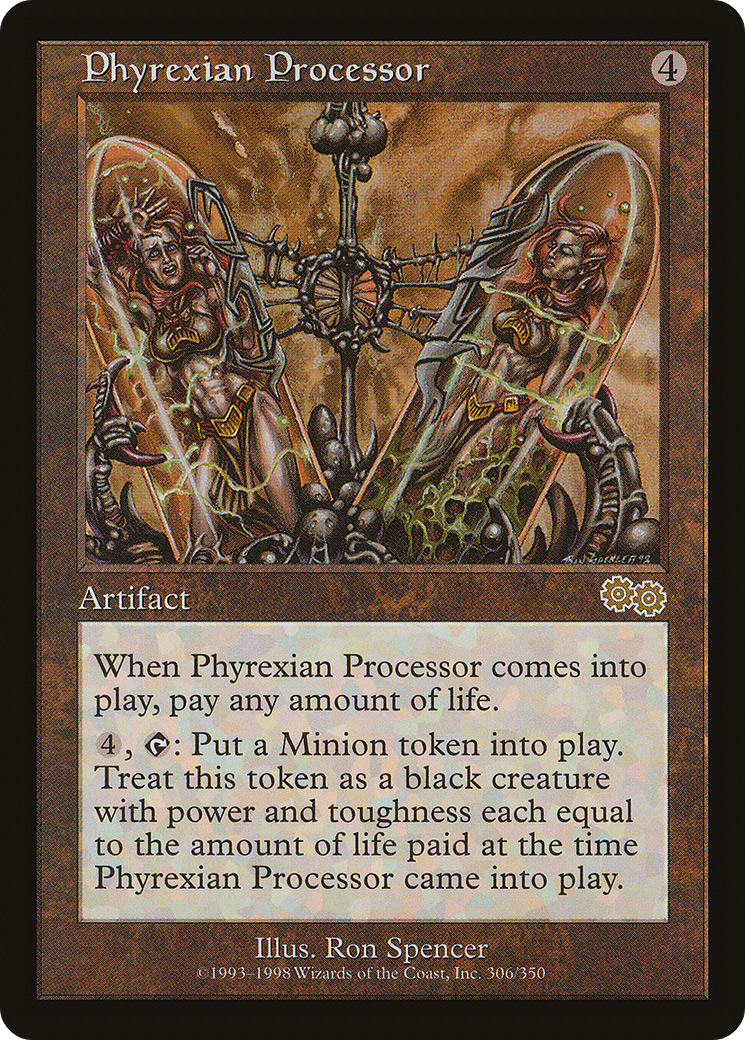 Phyrexian Processor 4
Artifact
When Phyrexian Processor comes into
play, pay any amount of life.
4, : Put a Minion token into play.
Treat this token as a black creature
with power and toughness each equal
to the amount of life paid at the time
Phyrexian Processor came into play.
Illus. Ron Spencer
©1993–1998 Wizards of the Coast, Inc. 306/350